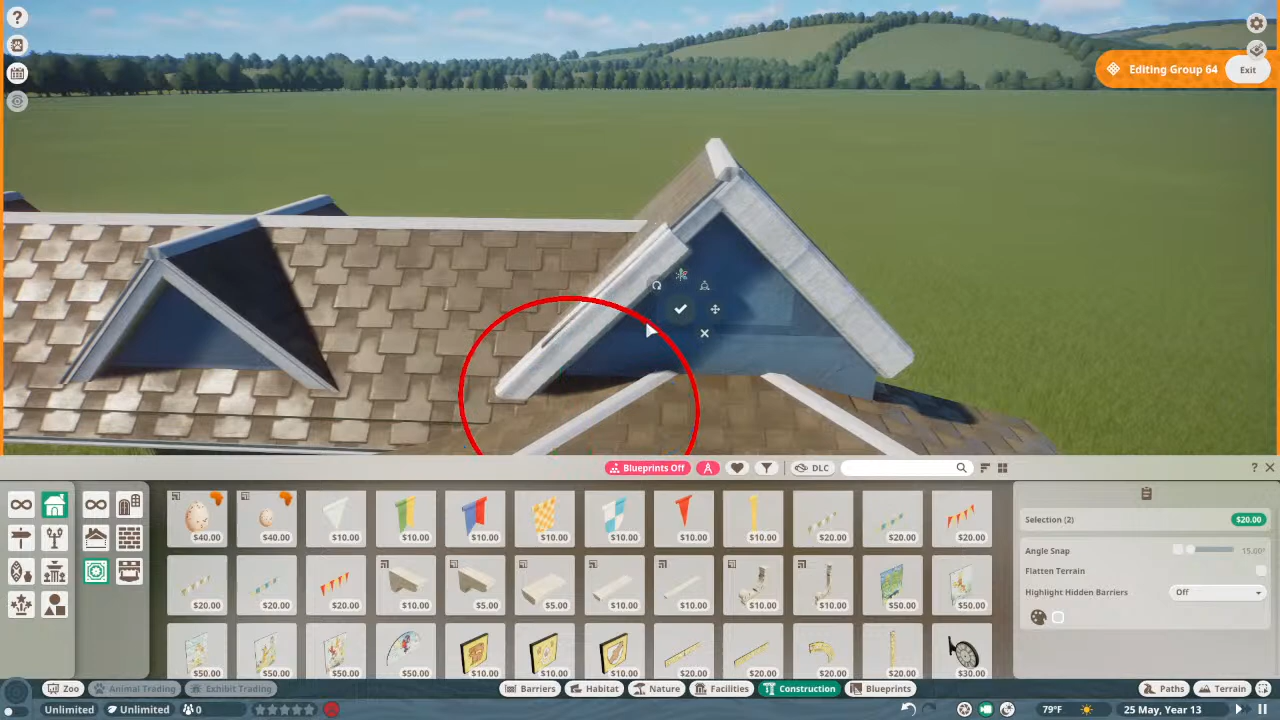 ?
Editing Group 64
Exit
Blueprints Off
DLC
?
$40.00
$40.00
$10.00
$10.00
$10.00
$10.00
$10.00
$10.00
$10.00
$20.00
$20.00
$20.00
Selection (2)
$20.00
Angle Snap
15.00°
Flatten Terrain
Highlight Hidden Barriers
Off
$20.00
$20.00
$20.00
$10.00
$5.00
$5.00
$10.00
$10.00
$10.00
$10.00
$50.00
$50.00
$50.00
$50.00
$50.00
$50.00
$10.00
$10.00
$10.00
$20.00
$20.00
$20.00
$20.00
$30.00
Zoo
Animal Trading
Exhibit Trading
Barriers
Habitat
Nature
Facilities
Construction
Blueprints
Paths
Terrain
Unlimited
Unlimited
0
79°F
25 May, Year 13